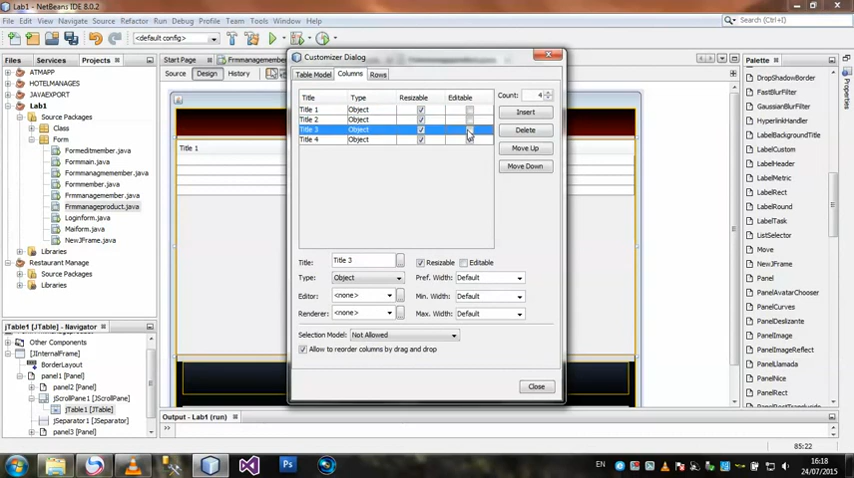 Lab1 - NetBeans IDE 8.0.2
File Edit View Navigate Source Refactor Run Debug Profile Team Tools Window Help
Search (Ctrl+I)
<default config>
Files Services Projects
Start Page
Palette
Source Design History
ATMAPP
HOTELMANAGES
JAVAEXPORT
Lab1
Source Packages
Class
Form
Formeditmember.java
Formmain.java
Formmember.java
Frmmanagemember.java
Frmmanageproduct.java
Loginform.java
Maiform.java
NewJFrame.java
Libraries
Restaurant Manage
Source Packages
Libraries
jTable1 [JTable] - Navigator
Other Components
[JInternalFrame]
BorderLayout
panel1 [Panel]
panel2 [Panel]
jScrollPane1 [JScrollPane]
jTable1 [JTable]
jSeparator1 [JSeparator]
panel3 [Panel]
Title 1
Customizer Dialog
Table Model Columns Rows
Title Type Resizable Editable
Title 1 Object
Title 2 Object
Title 3 Object
Title 4 Object
Count: 4
Insert
Delete
Move Up
Move Down
Title: Title 3 Resizable Editable
Type: Object Pref. Width: Default
Editor: <none> Min. Width: Default
Renderer: <none> Max. Width: Default
Selection Model: Not Allowed
Allow to reorder columns by drag and drop
Close
Output - Lab1 (run)
DropShadowBorder
FastBlurFilter
GaussianBlurFilter
HyperlinkHandler
LabelBackgroundTitle
LabelCustom
LabelMetric
LabelRect
LabelRound
LabelTask
ListSelector
Move
NewJFrame
Panel
PanelAvatarChooser
PanelCurves
PanelDeslizante
PanelImage
PanelImageReflect
PanelLlamada
PanelNice
PanelRect
Properties
85:22
EN
16:18
24/07/2015